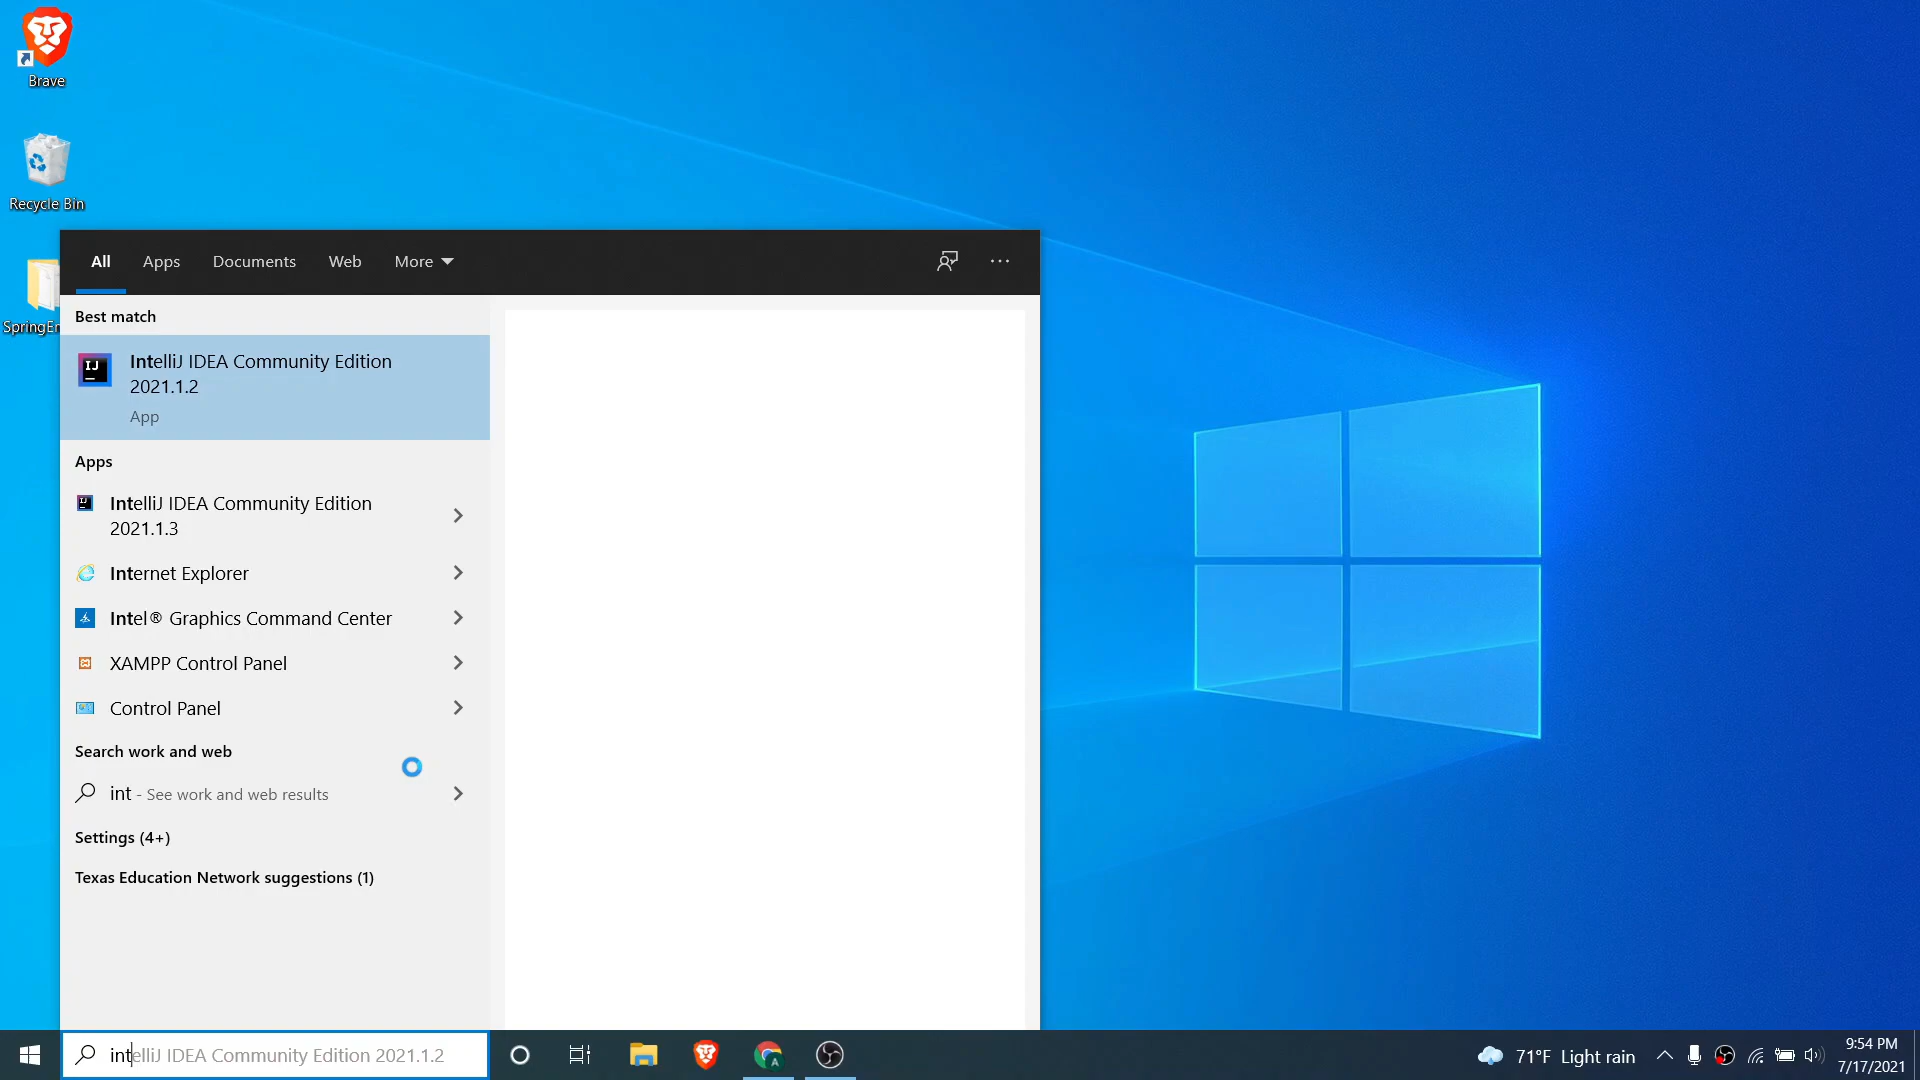 Brave
Recycle Bin
SpringEr
All
Apps
Documents
Web
More
Best match
IJ
IntelliJ IDEA Community Edition
2021.1.2
App
Apps
IntelliJ IDEA Community Edition
2021.1.3
Internet Explorer
Intel® Graphics Command Center
XAMPP Control Panel
Control Panel
Search work and web
int - See work and web results
Settings (4+)
Texas Education Network suggestions (1)
intelliJ IDEA Community Edition 2021.1.2
A
71°F Light rain
9:54 PM
7/17/2021